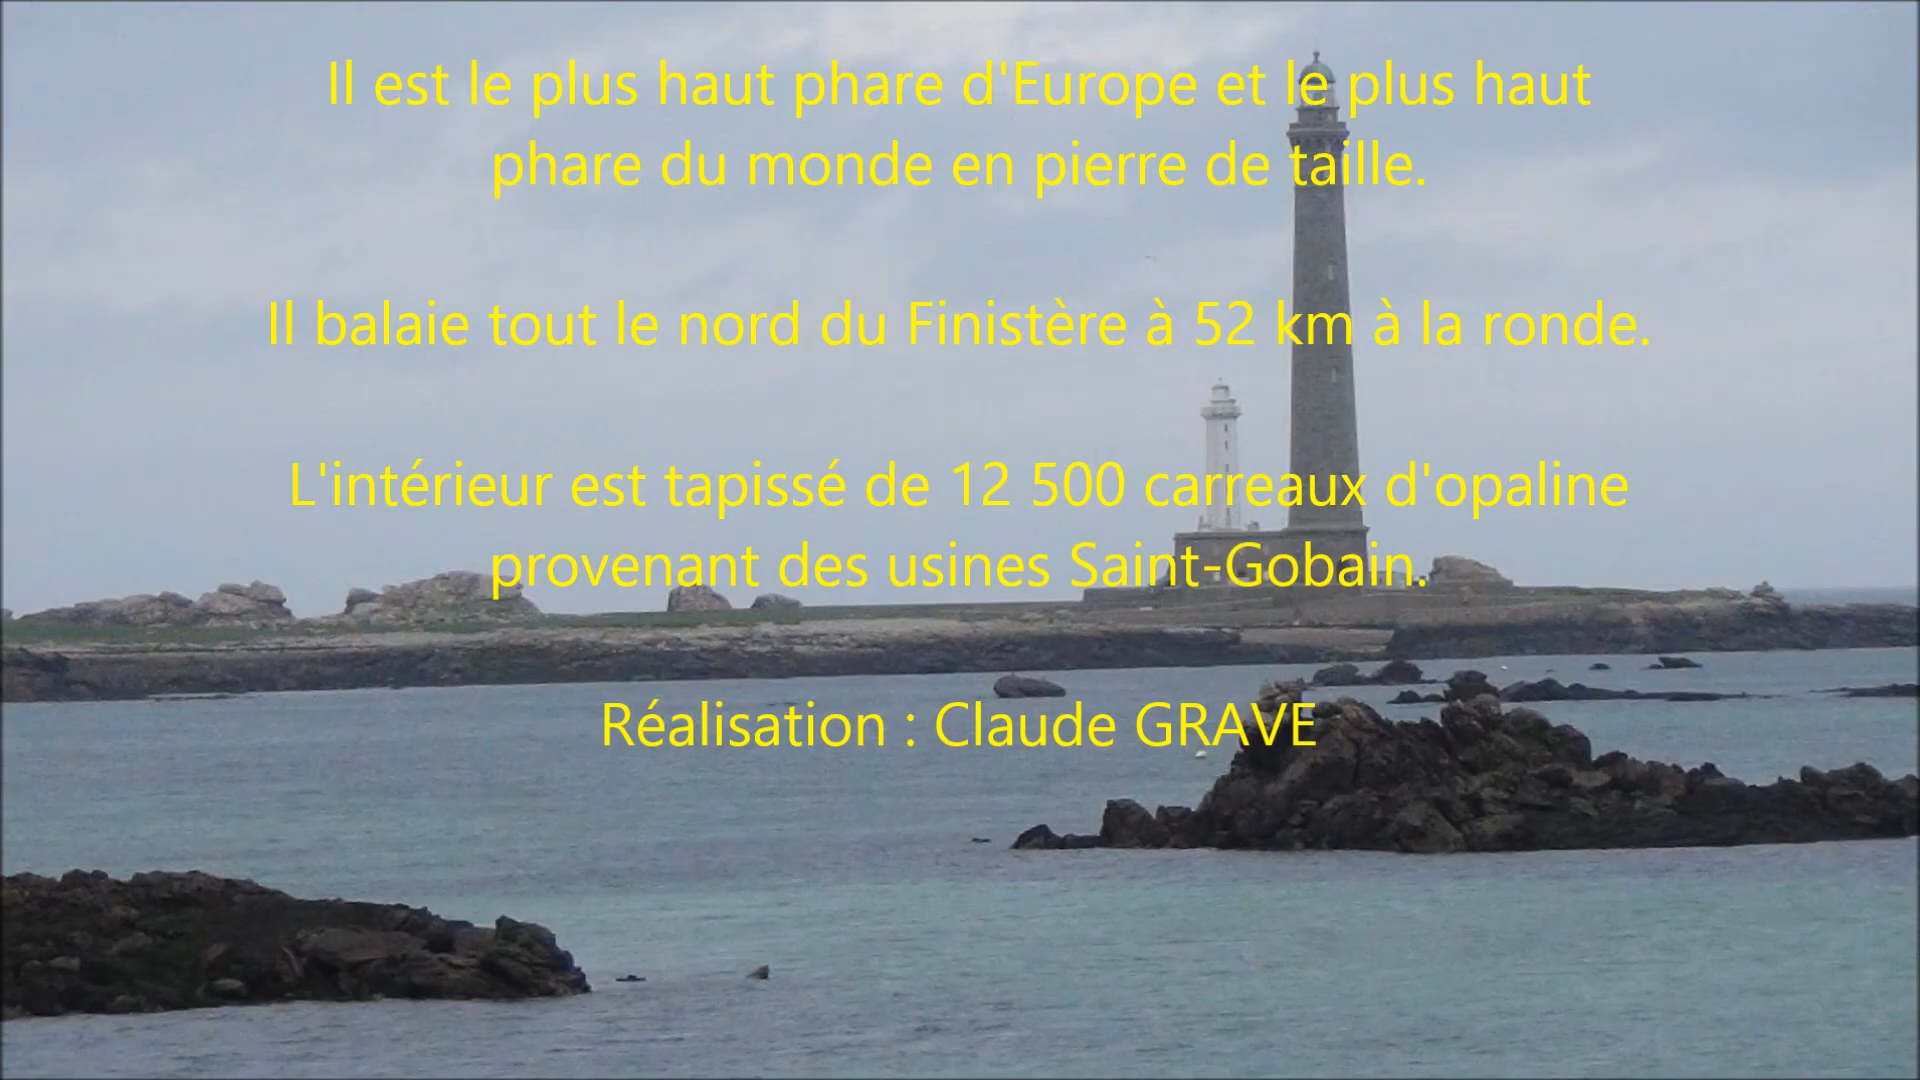 Il est le plus haut phare d'Europe et le plus haut
phare du monde en pierre de taille.
Il balaie tout le nord du Finistère à 52 km à la ronde.
L'intérieur est tapissé de 12 500 carreaux d'opaline
provenant des usines Saint-Gobain.
Réalisation : Claude GRAVE